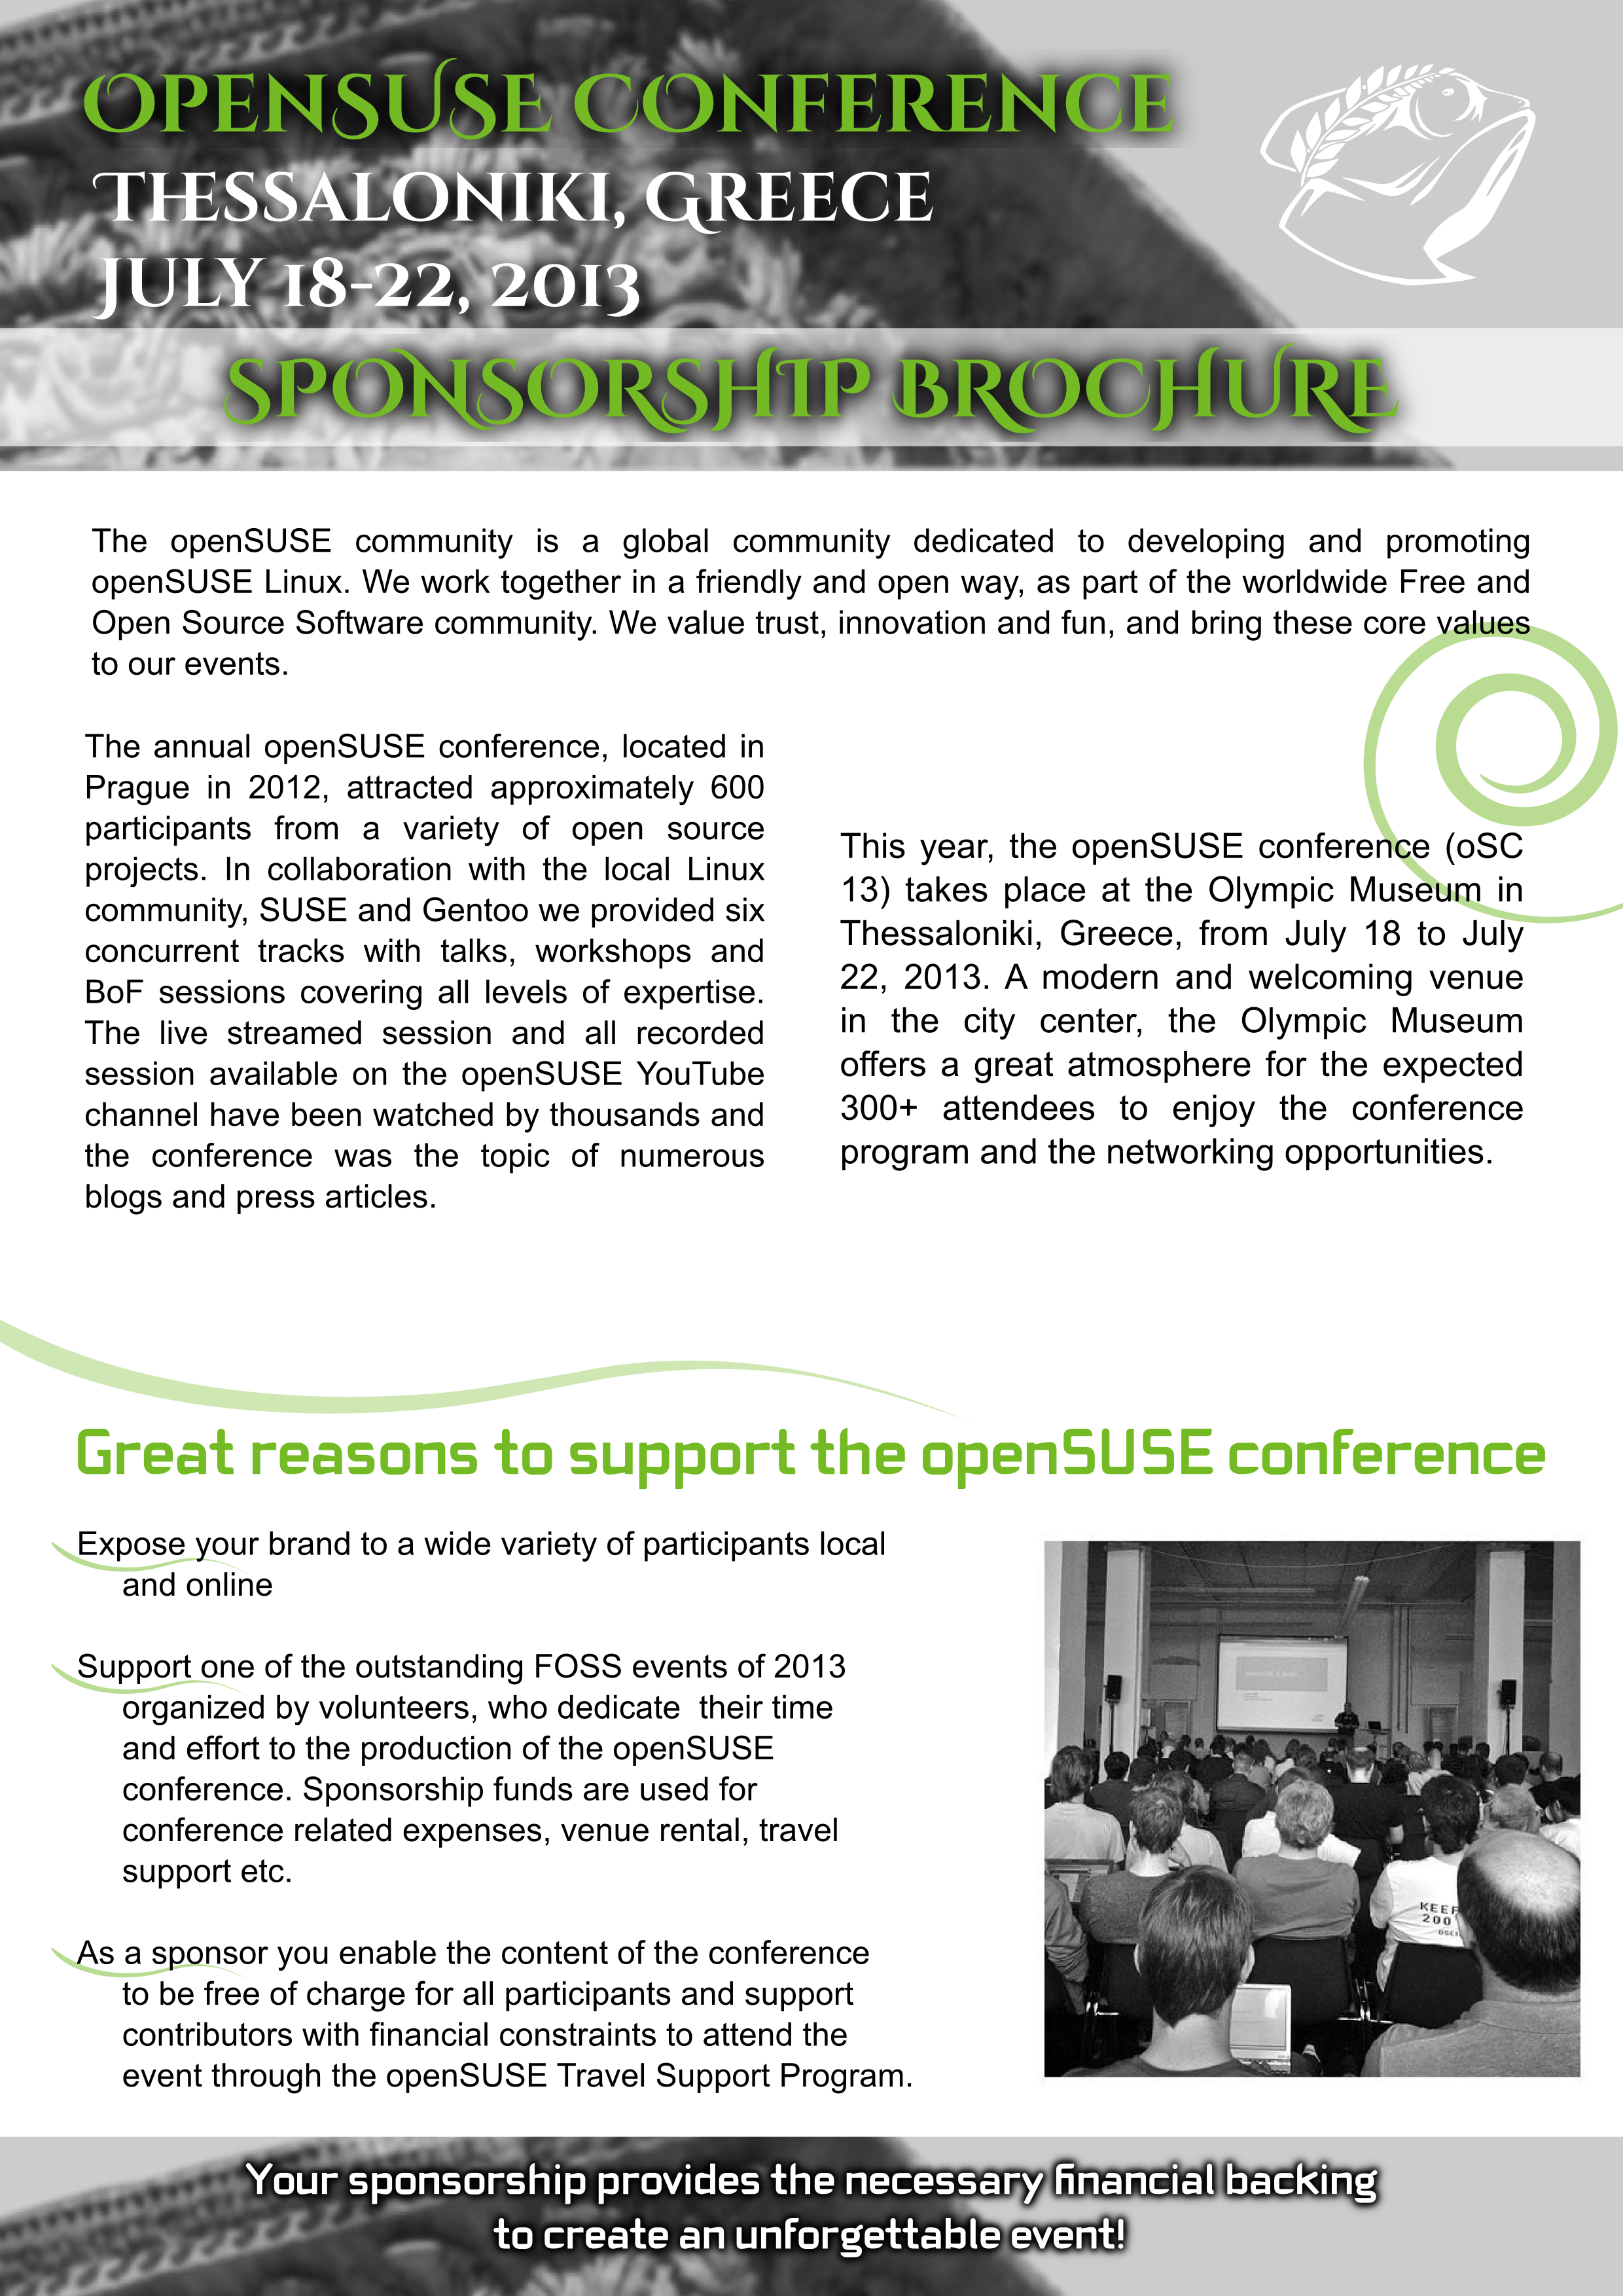 OPENSUSE CONFERENCE
THESSALONIKI, GREECE
JULY 18-22, 2013
SPONSORSHIP BROCHURE
The openSUSE community is a global community dedicated to developing and promoting
openSUSE Linux. We work together in a friendly and open way, as part of the worldwide Free and
Open Source Software community. We value trust, innovation and fun, and bring these core values
to our events.
The annual openSUSE conference, located in
Prague in 2012, attracted approximately 600
participants from a variety of open source
projects. In collaboration with the local Linux
community, SUSE and Gentoo we provided six
concurrent tracks with talks, workshops and
BoF sessions covering all levels of expertise.
The live streamed session and all recorded
session available on the openSUSE YouTube
channel have been watched by thousands and
the conference was the topic of numerous
blogs and press articles.
This year, the openSUSE conference (oSC
13) takes place at the Olympic Museum in
Thessaloniki, Greece, from July 18 to July
22, 2013. A modern and welcoming venue
in the city center, the Olympic Museum
offers a great atmosphere for the expected
300+ attendees to enjoy the conference
program and the networking opportunities.
Great reasons to support the openSUSE conference
Expose your brand to a wide variety of participants local
and online
Support one of the outstanding FOSS events of 2013
organized by volunteers, who dedicate their time
and effort to the production of the openSUSE
conference. Sponsorship funds are used for
conference related expenses, venue rental, travel
support etc.
As a sponsor you enable the content of the conference
to be free of charge for all participants and support
contributors with financial constraints to attend the
event through the openSUSE Travel Support Program.
KEEP
200
Your sponsorship provides the necessary financial backing
to create an unforgettable event!